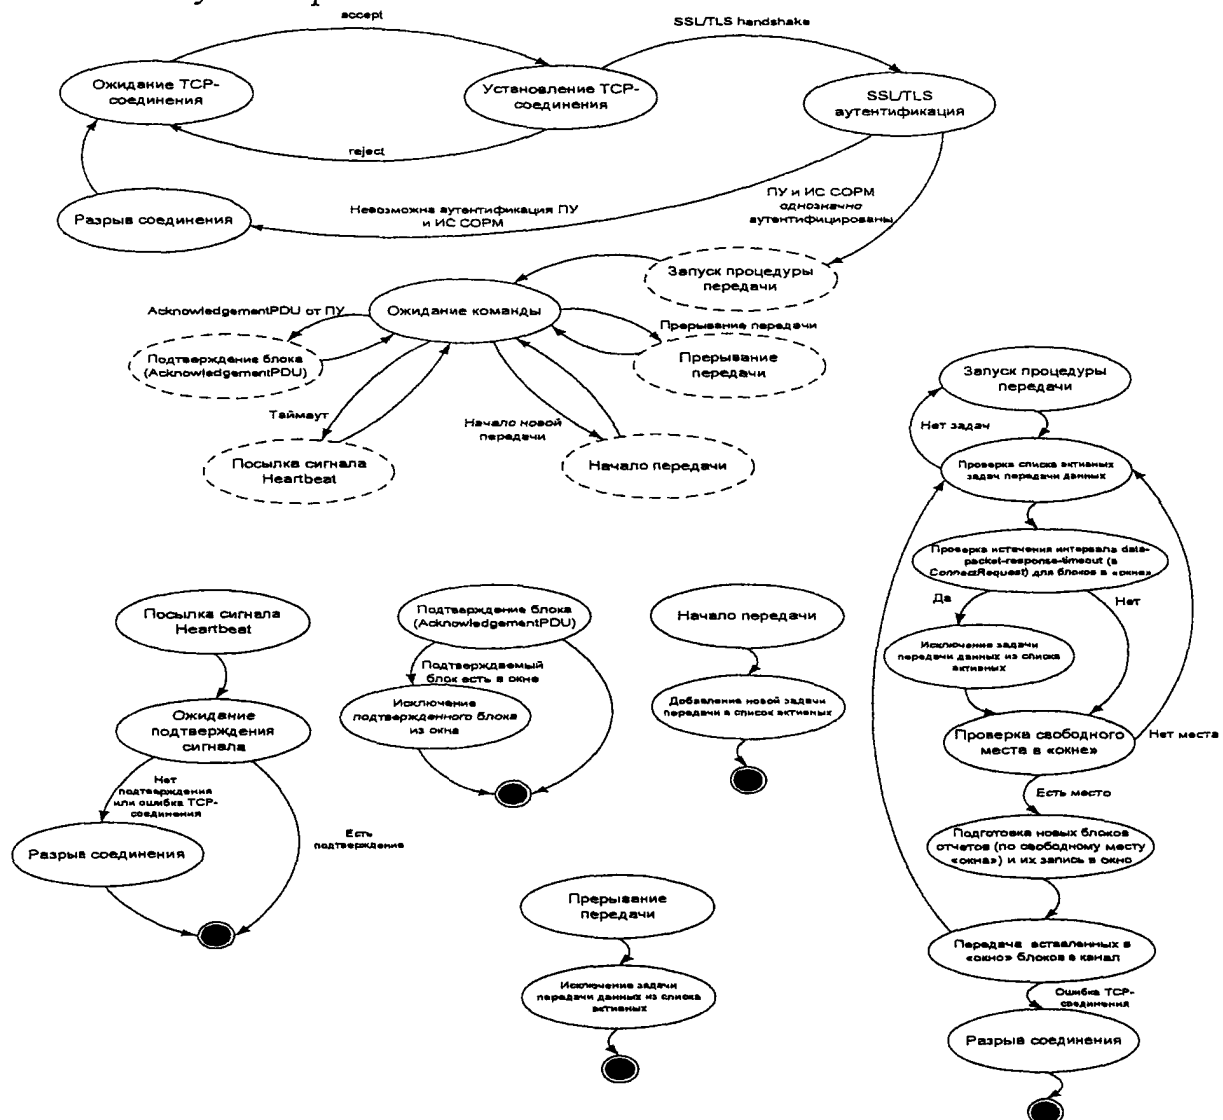 accept
SSL/TLS handshake
Ожидание TCP-
соединения
Установление TCP-
соединения
SSL/TLS
аутентификация
reject
Разрыв соединения
Невозможна аутентификация ПУ
и ИС СОРМ
ПУ и ИС СОРМ
однозначно
аутентифицированы
Запуск процедуры
передачи
AcknowledgementPDU от ПУ
Ожидание команды
Прерывание передачи
Подтверждение блока
(AcknowledgementPDU)
Прерывание
передачи
Таймаут
Начало новой
передачи
Посылка сигнала
Heartbeat
Начало передачи
Запуск процедуры
передачи
Нет задач
Проверка списка активных
задач передачи данных
Проверка истечения интервала data-
packet-response-timeout (в
ConnectRequest) для блоков в «окне»
Да
Нет
Исключение задачи
передачи данных из списка
активных
Проверка свободного
места в «окне»
Нет места
Есть место
Подготовка новых блоков
отчетов (по свободному месту
«окна») и их запись в окно
Передача вставленных в
«окно» блоков в канал
Ошибка TCP-
соединения
Разрыв соединения
Посылка сигнала
Heartbeat
Ожидание
подтверждения
сигнала
Нет
подтверждения
или ошибка TCP-
соединения
Есть
подтверждение
Разрыв соединения
Подтверждение блока
(AcknowledgementPDU)
Подтверждаемый
блок есть в окне
Исключение
подтвержденного блока
из окна
Начало передачи
Добавление новой задачи
передачи в список активных
Прерывание
передачи
Исключение задачи
передачи данных из списка
активных